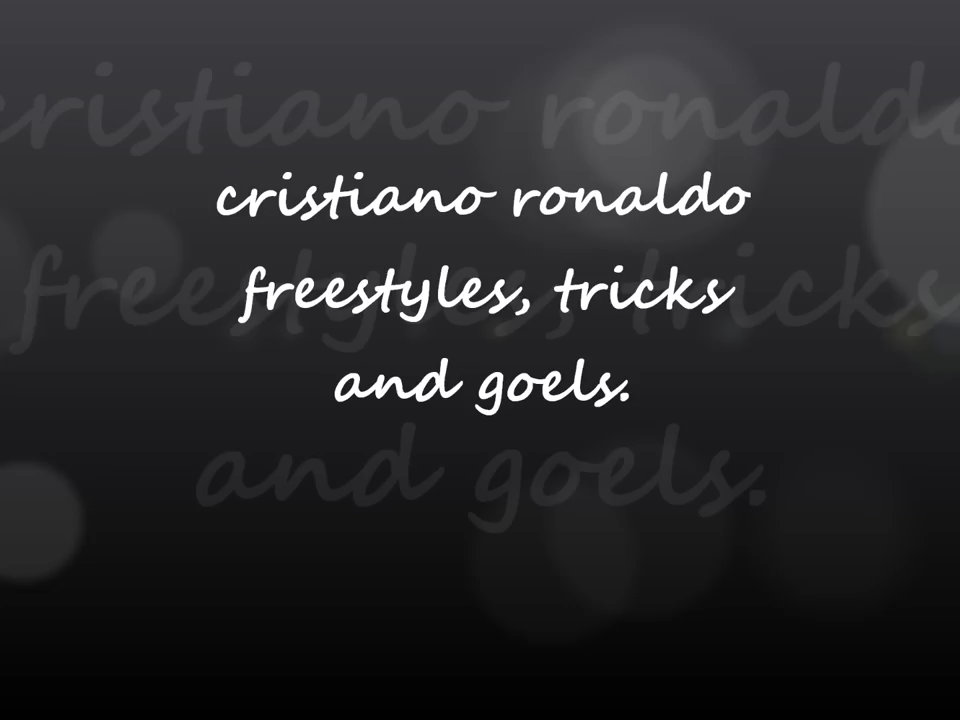 cristiano ronaldo
freestyles, tricks
and goels.